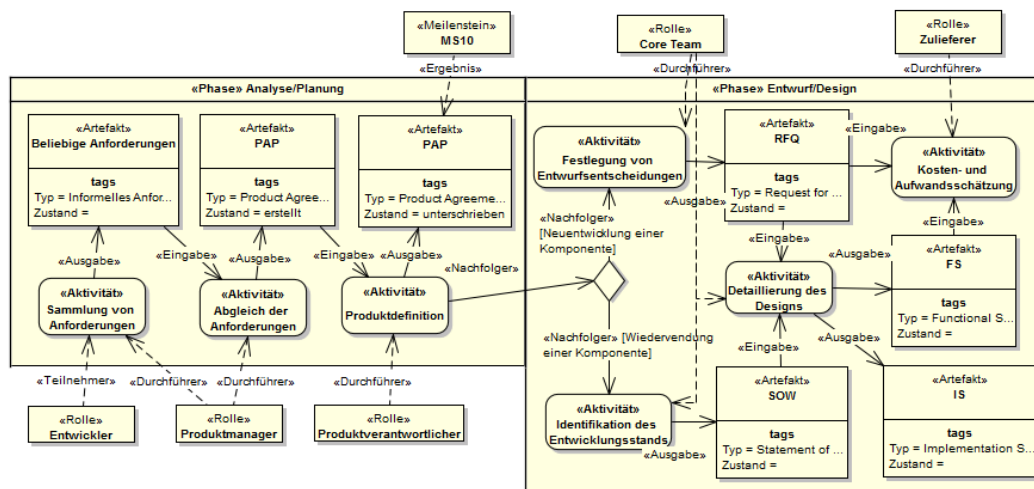 «Meilenstein»
MS10
«Rolle»
Core Team
«Rolle»
Zulieferer
«Ergebnis»
«Durchführer»
«Durchführer»
«Phase» Analyse/Planung
«Artefakt»
Beliebige Anforderungen
tags
Typ = Informelles Anfor...
Zustand =
«Artefakt»
PAP
tags
Typ = Product Agree...
Zustand = erstellt
«Artefakt»
PAP
tags
Typ = Product Agreeme...
Zustand = unterschrieben
«Ausgabe»
«Eingabe»
«Ausgabe»
«Eingabe»
«Ausgabe»
«Nachfolger»
«Aktivität»
Sammlung von
Anforderungen
«Aktivität»
Abgleich der
Anforderungen
«Aktivität»
Produktdefinition
«Teilnehmer»
«Durchführer»
«Durchführer»
«Durchführer»
«Rolle»
Entwickler
«Rolle»
Produktmanager
«Rolle»
Produktverantwortlicher
«Phase» Entwurf/Design
«Aktivität»
Festlegung von
Entwurfsentscheidungen
«Artefakt»
RFQ
tags
Typ = Request for ...
Zustand =
«Eingabe»
«Aktivität»
Kosten- und
Aufwandsschätzung
«Ausgabe»
«Nachfolger»
[Neuentwicklung einer
Komponente]
«Eingabe»
«Eingabe»
«Aktivität»
Detaillierung des
Designs
«Ausgabe»
«Artefakt»
FS
tags
Typ = Functional S...
Zustand =
«Nachfolger» [Wiedervendung
einer Komponente]
«Eingabe»
«Ausgabe»
«Aktivität»
Identifikation des
Entwicklungsstands
«Ausgabe»
«Artefakt»
SOW
tags
Typ = Statement of ...
Zustand =
«Artefakt»
IS
tags
Typ = Implementation S...
Zustand =